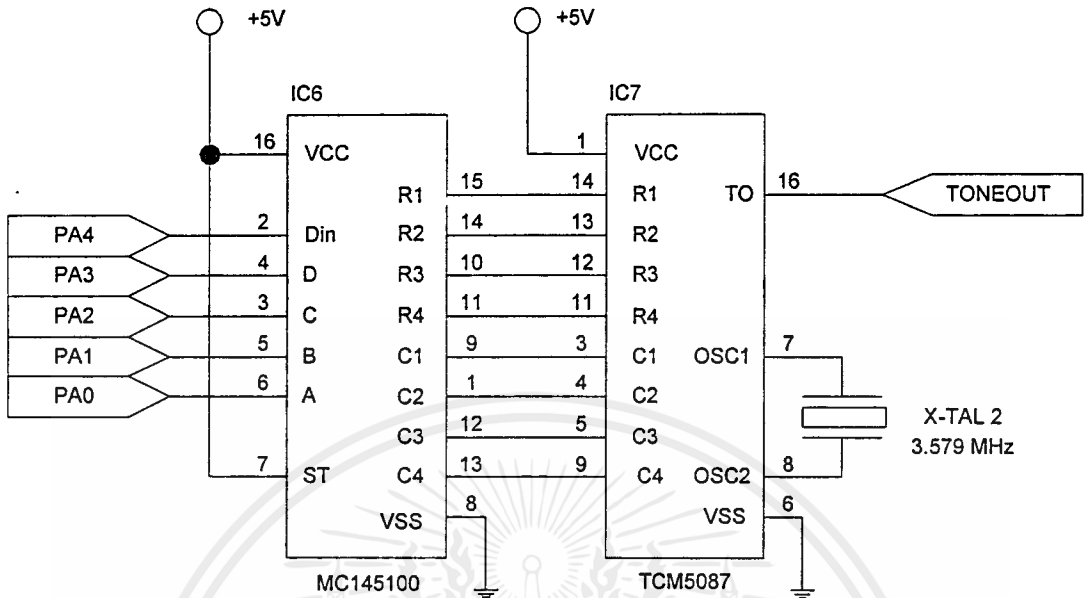 +5V
+5V
IC6
IC7
16 VCC
1 VCC
R1 15 14 R1
TO 16 TONEOUT
PA4 2 Din
R2 14 13 R2
PA3 4 D
R3 10 12 R3
PA2 3 C
R4 11 11 R4
PA1 5 B
C1 9 3 C1
OSC1 7
PA0 6 A
C2 1 4 C2
C3 12 5 C3
X-TAL 2
3.579 MHz
7 ST
C4 13 9 C4
OSC2 8
VSS 8
VSS 6
MC145100
TCM5087